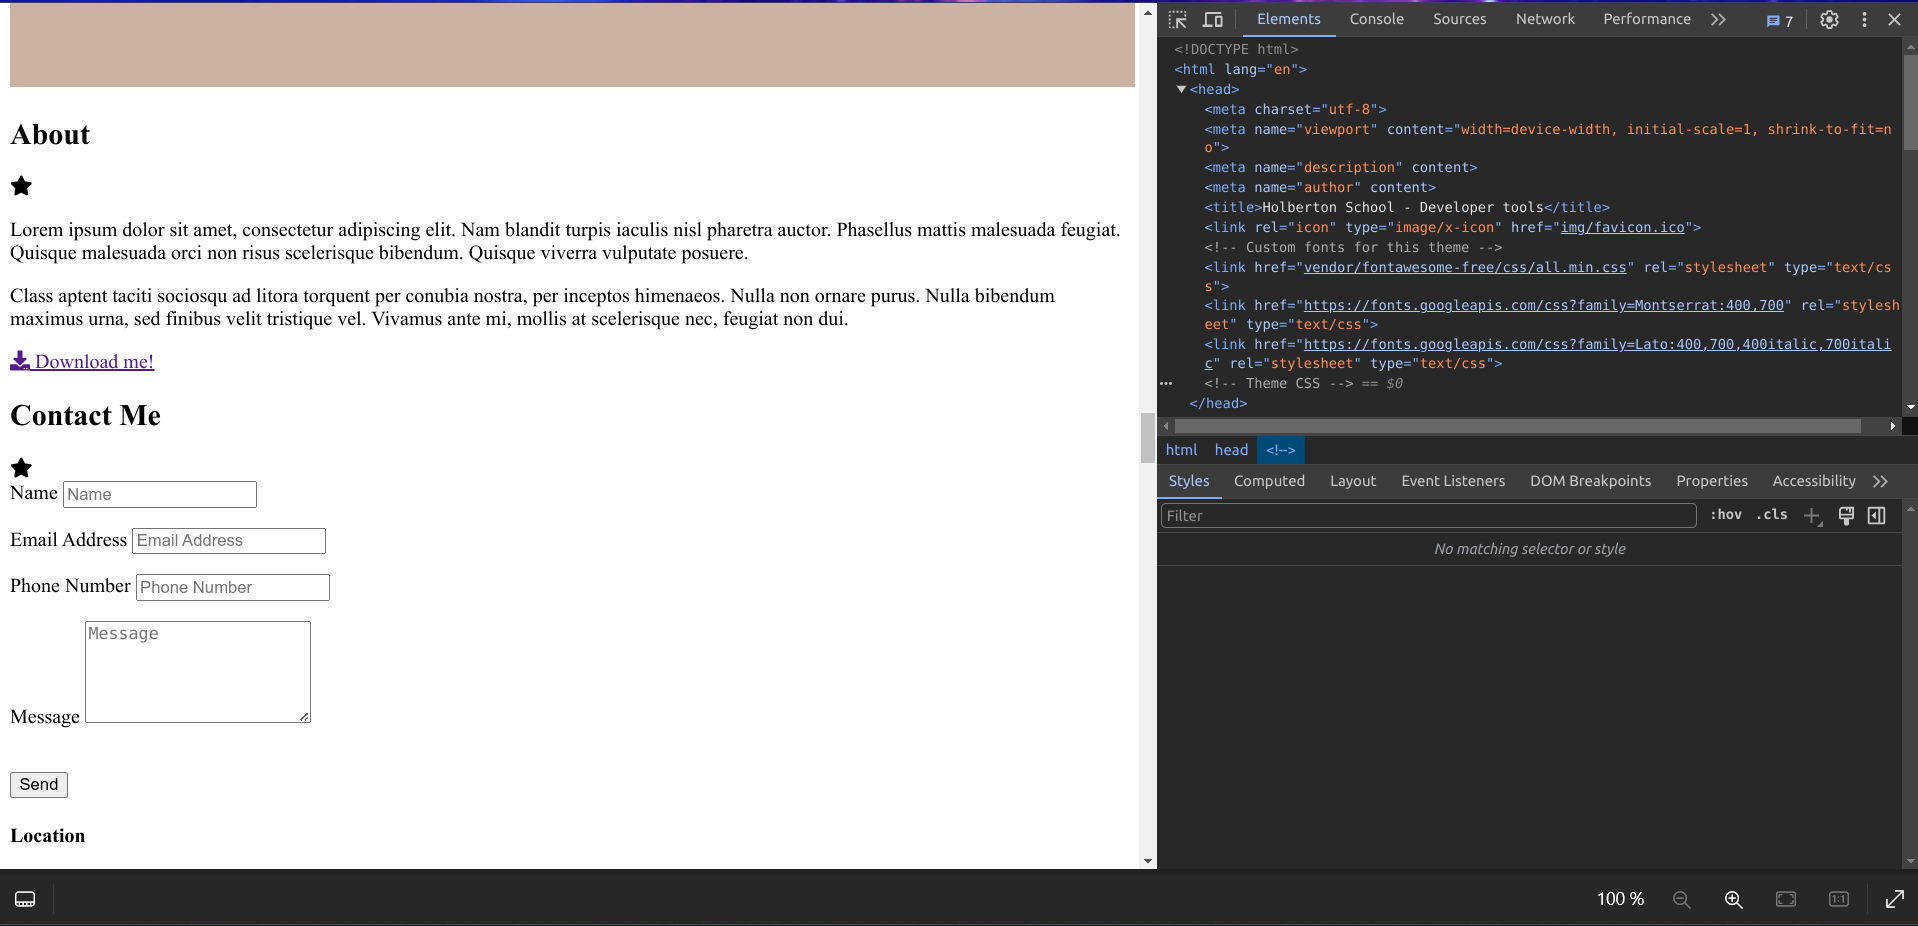 About
Lorem ipsum dolor sit amet, consectetur adipiscing elit. Nam blandit turpis iaculis nisl pharetra auctor. Phasellus mattis malesuada feugiat.
Quisque malesuada orci non risus scelerisque bibendum. Quisque viverra vulputate posuere.
Class aptent taciti sociosqu ad litora torquent per conubia nostra, per inceptos himenaeos. Nulla non ornare purus. Nulla bibendum
maximus urna, sed finibus velit tristique vel. Vivamus ante mi, mollis at scelerisque nec, feugiat non dui.
Download me!
Contact Me
Name Name
Email Address Email Address
Phone Number Phone Number
Message Message
Send
Location
Elements Console Sources Network Performance 7
<!DOCTYPE html>
<html lang="en">
<head>
<meta charset="utf-8">
<meta name="viewport" content="width=device-width, initial-scale=1, shrink-to-fit=n
o">
<meta name="description" content>
<meta name="author" content>
<title>Holberton School - Developer tools</title>
<link rel="icon" type="image/x-icon" href="img/favicon.ico">
<!-- Custom fonts for this theme -->
<link href="vendor/fontawesome-free/css/all.min.css" rel="stylesheet" type="text/cs
s">
<link href="https://fonts.googleapis.com/css?family=Montserrat:400,700" rel="stylesh
eet" type="text/css">
<link href="https://fonts.googleapis.com/css?family=Lato:400,700,400italic,700itali
c" rel="stylesheet" type="text/css">
<!-- Theme CSS --> == $0
</head>
html head <!-->
Styles Computed Layout Event Listeners DOM Breakpoints Properties Accessibility
Filter :hov .cls
No matching selector or style
100 % 1:1